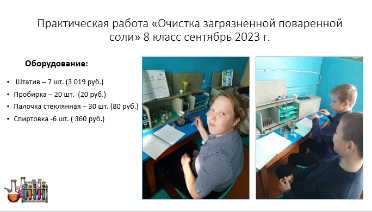 Практическая работа «Очистка загрязненной поваренной
соли» 8 класс сентябрь 2023 г.
Оборудование:
• Штатив – 7 шт. (3 019 руб.)
• Пробирка – 20 шт. (20 руб.)
• Палочка стеклянная – 30 шт. (80 руб.)
• Спиртовка -6 шт. ( 360 руб.)